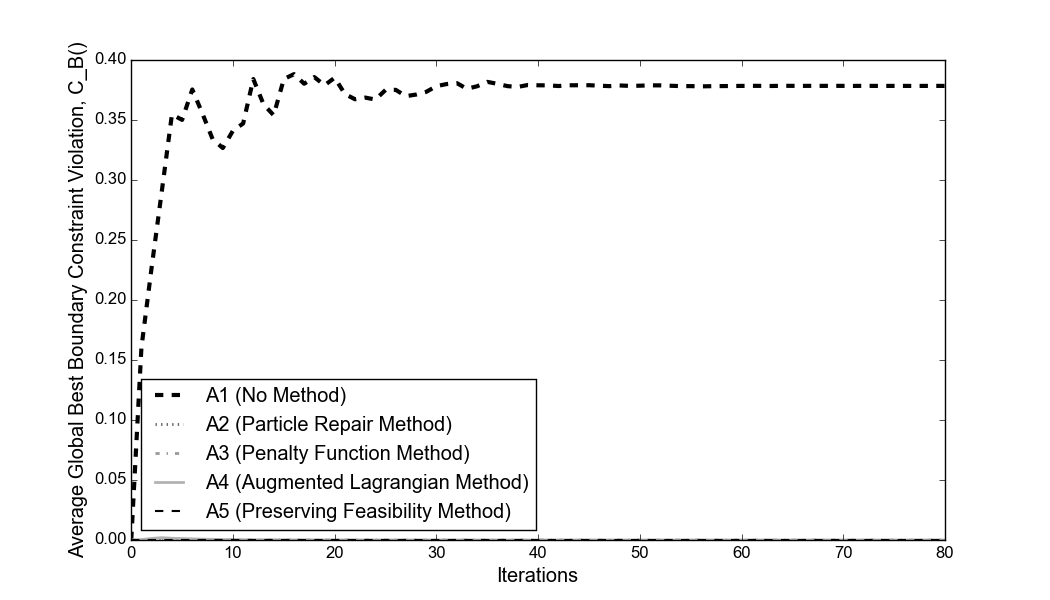 Average Global Best Boundary Constraint Violation, C_B()
0.40
0.35
0.30
0.25
0.20
0.15
0.10
0.05
0.00
A1 (No Method)
A2 (Particle Repair Method)
A3 (Penalty Function Method)
A4 (Augmented Lagrangian Method)
A5 (Preserving Feasibility Method)
0 10 20 30 40 50 60 70 80
Iterations